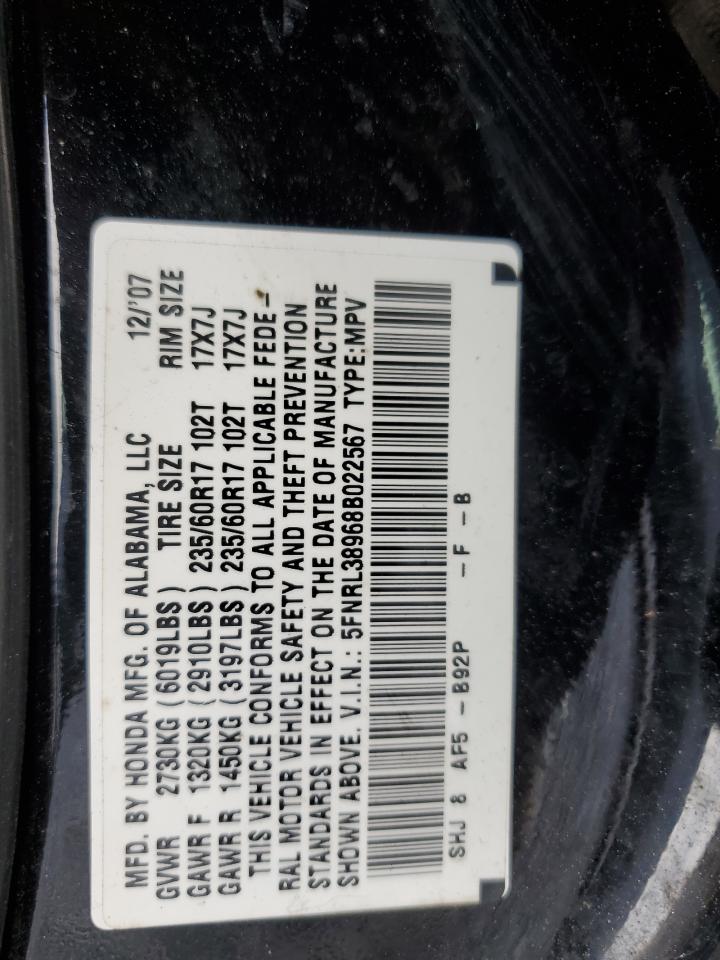 MFD. BY HONDA MFG. OF ALABAMA, LLC 12/'07
GVWR 2730KG (6019LBS) TIRE SIZE RIM SIZE
GAWR F 1320KG (2910LBS) 235/60R17 102T 17X7J
GAWR R 1450KG (3197LBS) 235/60R17 102T 17X7J
THIS VEHICLE CONFORMS TO ALL APPLICABLE FEDE-
RAL MOTOR VEHICLE SAFETY AND THEFT PREVENTION
STANDARDS IN EFFECT ON THE DATE OF MANUFACTURE
SHOWN ABOVE. V.I.N.: 5FNRL38968B022567 TYPE:MPV
SHJ 8 AF5 -B92P -F -B